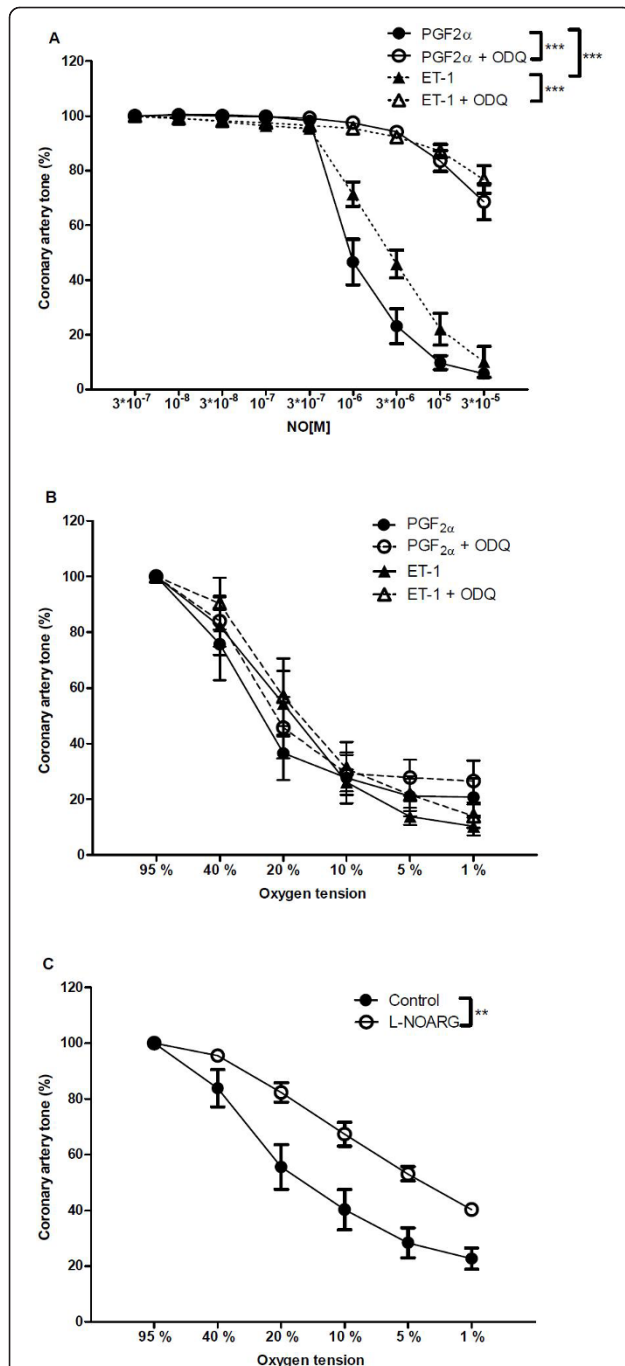 A
PGF2α
PGF2α + ODQ
ET-1
ET-1 + ODQ
***
***
***
Coronary artery tone (%)
120
100
80
60
40
20
0
3*10⁻⁷ 10⁻⁸ 3*10⁻⁸ 10⁻⁷ 3*10⁻⁷ 10⁻⁶ 3*10⁻⁶ 10⁻⁵ 3*10⁻⁵
NO[M]
B
PGF₂α
PGF₂α + ODQ
ET-1
ET-1 + ODQ
Coronary artery tone (%)
120
100
80
60
40
20
0
95 % 40 % 20 % 10 % 5 % 1 %
Oxygen tension
C
Control
L-NOARG
**
Coronary artery tone (%)
120
100
80
60
40
20
0
95 % 40 % 20 % 10 % 5 % 1 %
Oxygen tension